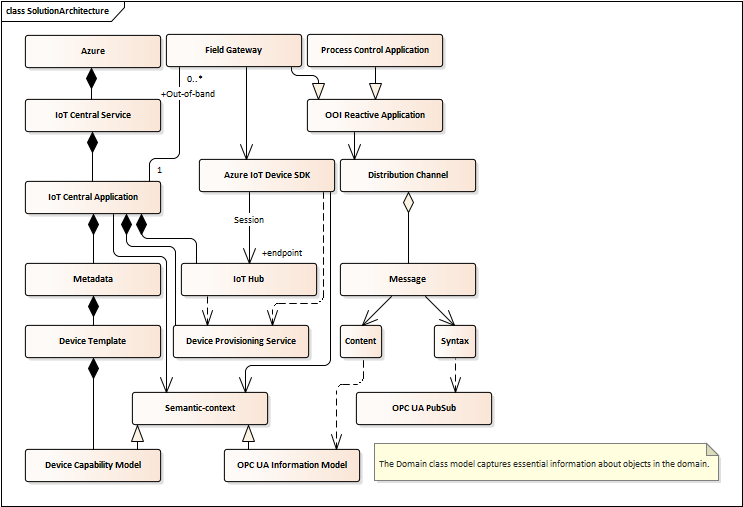 class SolutionArchitecture
Azure
Field Gateway
Process Control Application
0..*
+Out-of-band
IoT Central Service
OOI Reactive Application
1
IoT Central Application
Azure IoT Device SDK
Distribution Channel
Session
+endpoint
Metadata
IoT Hub
Message
Device Template
Device Provisioning Service
Content
Syntax
Semantic-context
OPC UA PubSub
Device Capability Model
OPC UA Information Model
The Domain class model captures essential information about objects in the domain.